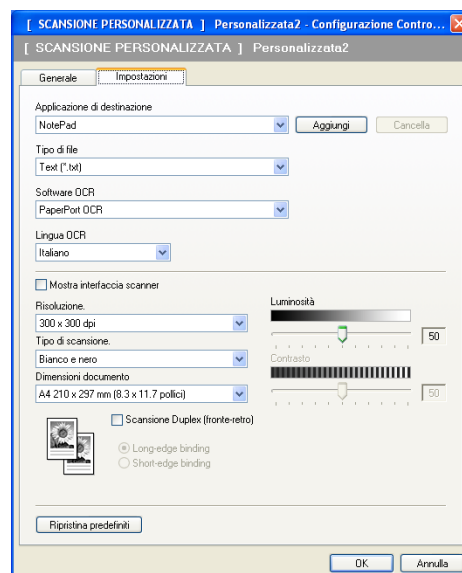 [ SCANSIONE PERSONALIZZATA ] Personalizzata2 - Configurazione Contro...
[ SCANSIONE PERSONALIZZATA ] Personalizzata2
Generale Impostazioni
Applicazione di destinazione
NotePad Aggiungi Cancella
Tipo di file
Text (*.txt)
Software OCR
PaperPort OCR
Lingua OCR
Italiano
Mostra interfaccia scanner
Risoluzione. Luminosità
300 x 300 dpi 50
Tipo di scansione.
Bianco e nero Contrasto
Dimensioni documento
A4 210 x 297 mm (8.3 x 11.7 pollici) 50
Scansione Duplex (fronte-retro)
Long-edge binding
Short-edge binding
Ripristina predefiniti
OK Annulla